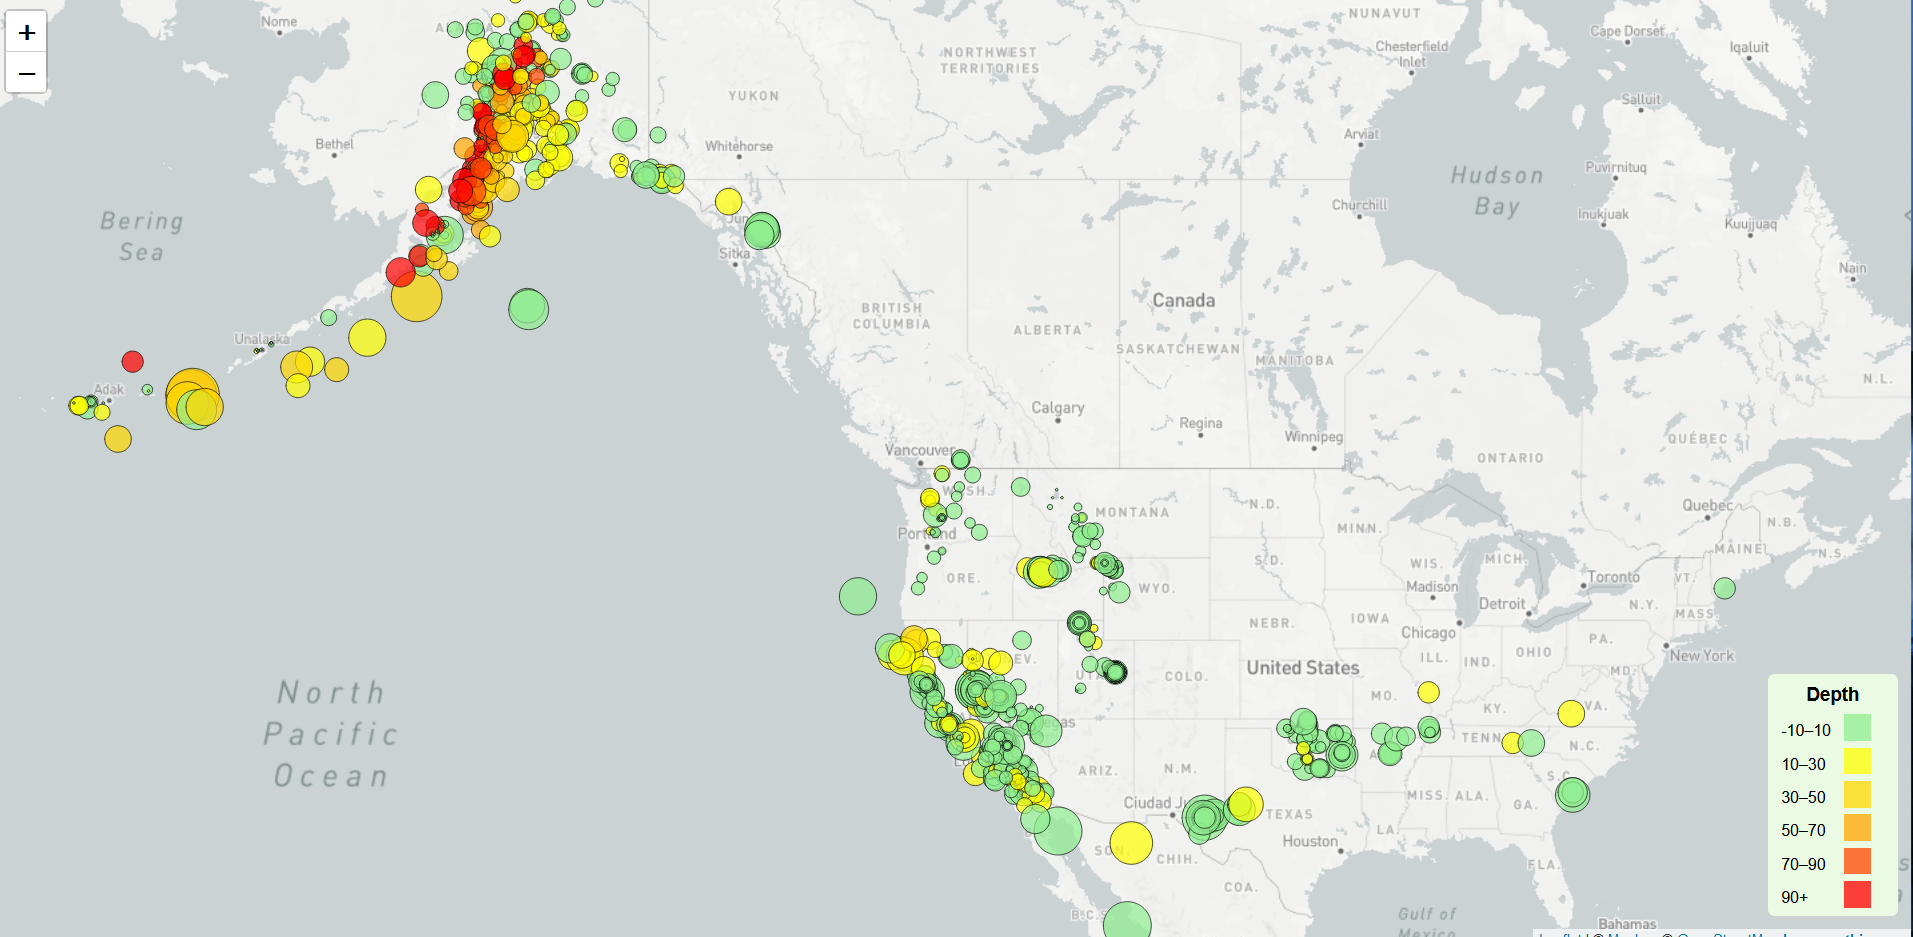 +
−
Nome
NUNAVUT
Chesterfield
Inlet
Cape Dorset
Iqaluit
NORTHWEST
TERRITORIES
YUKON
Salluit
Bethel
Whitehorse
Arviat
Puvirnituq
Hudson
Bay
Churchill
Inukjuak
Kuujjuaq
Bering
Sea
Sitka
Nain
Canada
BRITISH
COLUMBIA
ALBERTA
SASKATCHEWAN
MANITOBA
Unalaska
Adak
N.L.
Calgary
Regina
Winnipeg
QUÉBEC
Vancouver
ONTARIO
WASH.
MONTANA
N.D.
Quebec
N.B.
Portland
MINN.
MAINE
N.S.
ORE.
WYO.
S.D.
WIS.
MICH.
Madison
Toronto
VT.
Detroit
N.Y.
MASS.
NEBR.
IOWA
Chicago
PA.
New York
NEV.
UTAH
COLO.
United States
ILL.
IND.
OHIO
MD.
North
Pacific
Ocean
MO.
KY.
VA.
TENN.
N.C.
ARIZ.
N.M.
S.C.
MISS.
ALA.
GA.
Ciudad Ju
TEXAS
LA.
Houston
SON.
CHIH.
FLA.
COA.
B.C.S.
Gulf of
Mexico
Bahamas
Depth
-10–10
10–30
30–50
50–70
70–90
90+